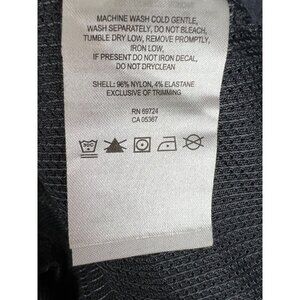 MACHINE WASH COLD GENTLE,
WASH SEPARATELY, DO NOT BLEACH,
TUMBLE DRY LOW, REMOVE PROMPTLY,
IRON LOW,
IF PRESENT DO NOT IRON DECAL,
DO NOT DRYCLEAN
SHELL: 96% NYLON, 4% ELASTANE
EXCLUSIVE OF TRIMMING
RN 69724
CA 05367